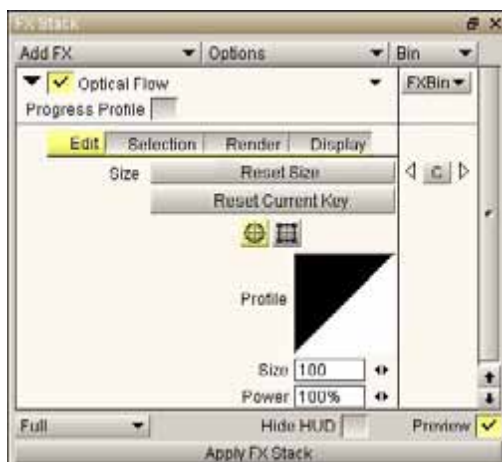 FX Stack
Add FX Options Bin
Optical Flow FXBin
Progress Profile
Edit Selection Render Display
Size Reset Size C
Reset Current Key
Profile
Size 100
Power 100%
Full Hide HUD Preview
Apply FX Stack